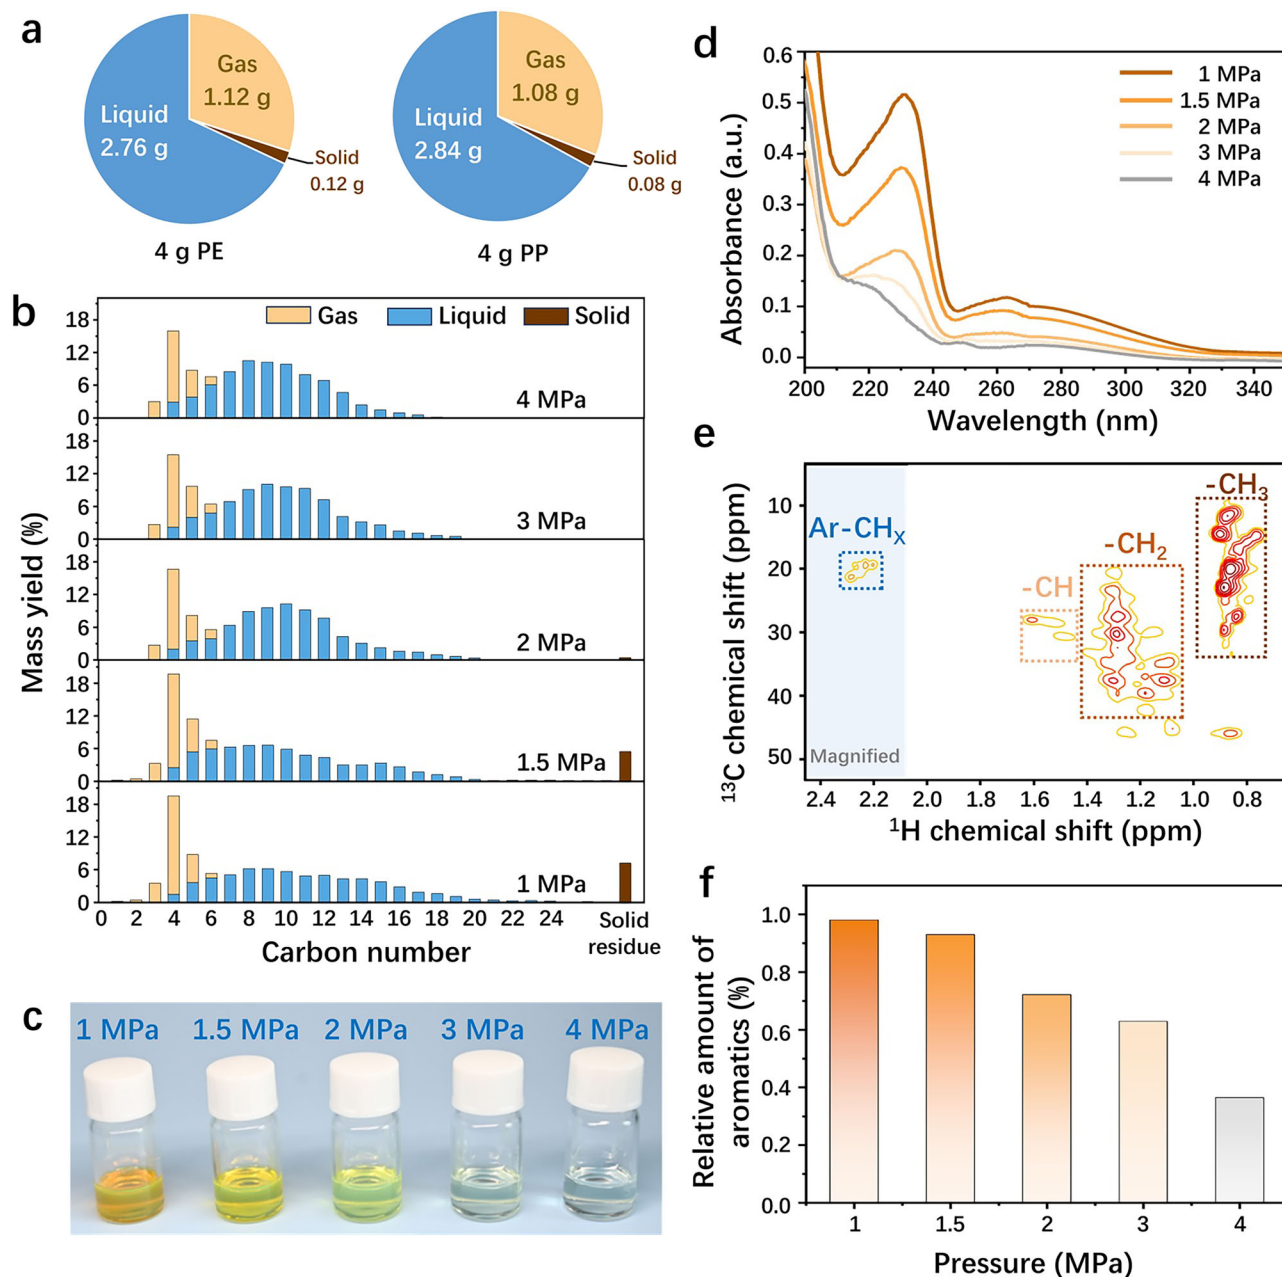 a
Gas
1.12 g
Liquid
2.76 g
Solid
0.12 g
4 g PE
Gas
1.08 g
Liquid
2.84 g
Solid
0.08 g
4 g PP
b
Mass yield (%)
Gas Liquid Solid
18
12
6
0
4 MPa
18
12
6
0
3 MPa
18
12
6
0
2 MPa
18
12
6
0
1.5 MPa
18
12
6
0
1 MPa
0 2 4 6 8 10 12 14 16 18 20 22 24 Solid
residue
Carbon number
c
1 MPa 1.5 MPa 2 MPa 3 MPa 4 MPa
d
Absorbance (a.u.)
0.6
0.5
0.4
0.3
0.2
0.1
0.0
1 MPa
1.5 MPa
2 MPa
3 MPa
4 MPa
200 220 240 260 280 300 320 340
Wavelength (nm)
e
¹³C chemical shift (ppm)
10
20
30
40
50
Ar-CHₓ
-CH
-CH₂
-CH₃
Magnified
2.4 2.2 2.0 1.8 1.6 1.4 1.2 1.0 0.8
¹H chemical shift (ppm)
f
Relative amount of
aromatics (%)
1.0
0.8
0.6
0.4
0.2
0.0
1 1.5 2 3 4
Pressure (MPa)